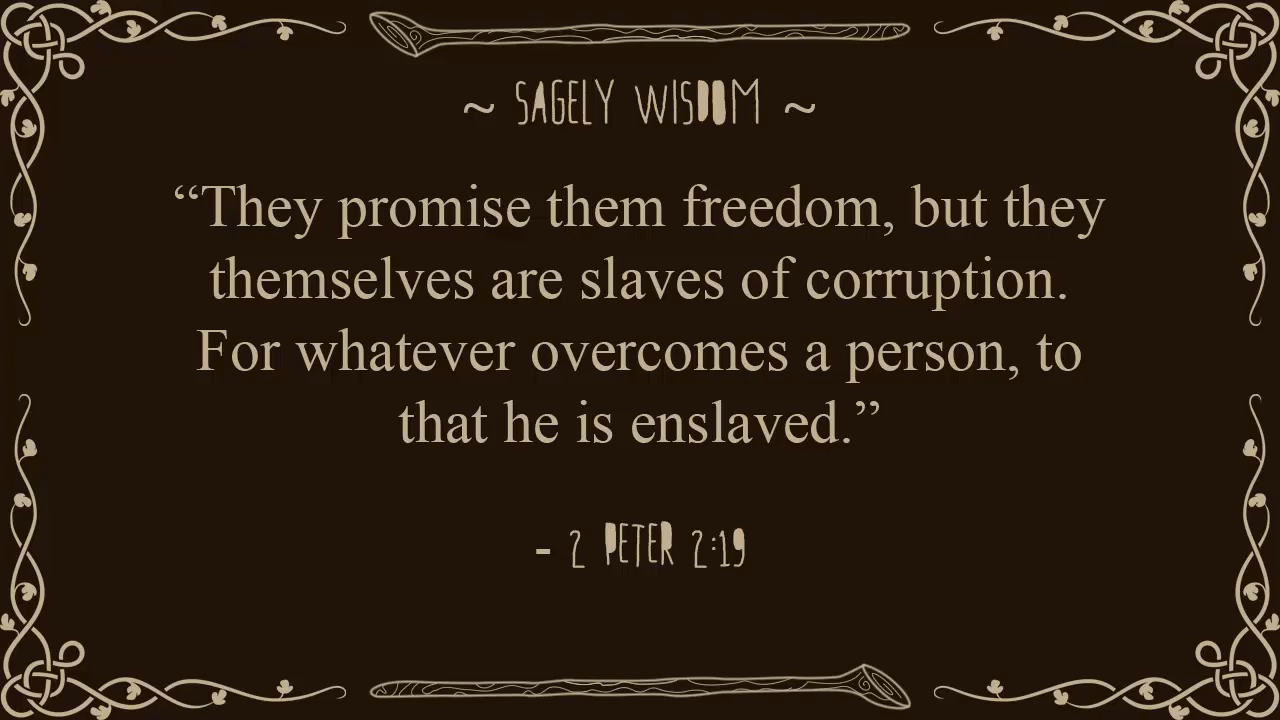 ~ SAGELY WISDOM ~
“They promise them freedom, but they
themselves are slaves of corruption.
For whatever overcomes a person, to
that he is enslaved.”
- 2 PETER 2:19